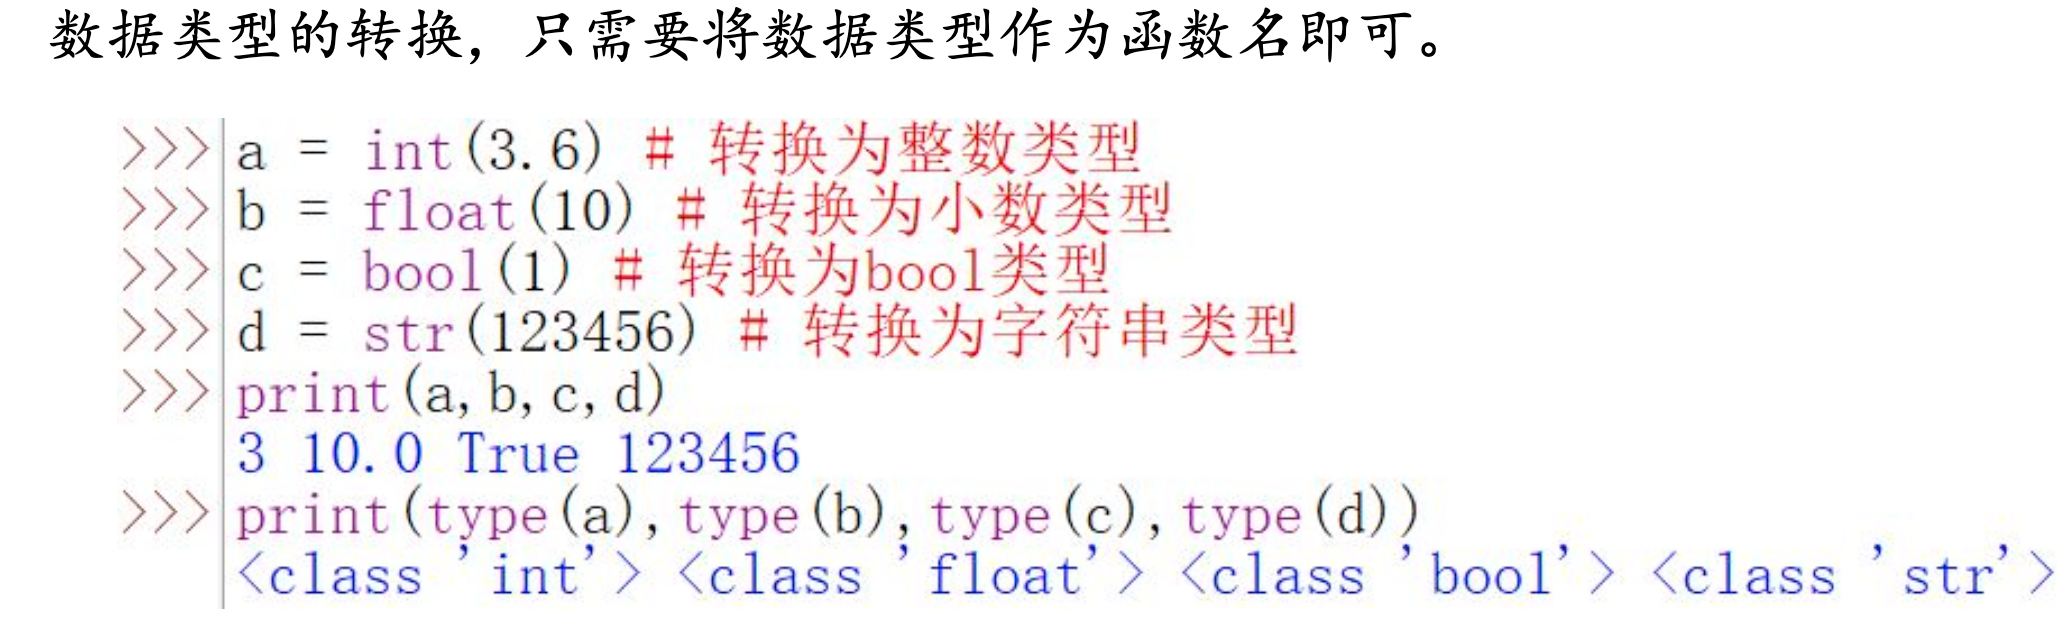 数据类型的转换，只需要将数据类型作为函数名即可。
>>> a = int(3.6) # 转换为整数类型
>>> b = float(10) # 转换为小数类型
>>> c = bool(1) # 转换为bool类型
>>> d = str(123456) # 转换为字符串类型
>>> print(a,b,c,d)
3 10.0 True 123456
>>> print(type(a),type(b),type(c),type(d))
<class 'int'> <class 'float'> <class 'bool'> <class 'str'>